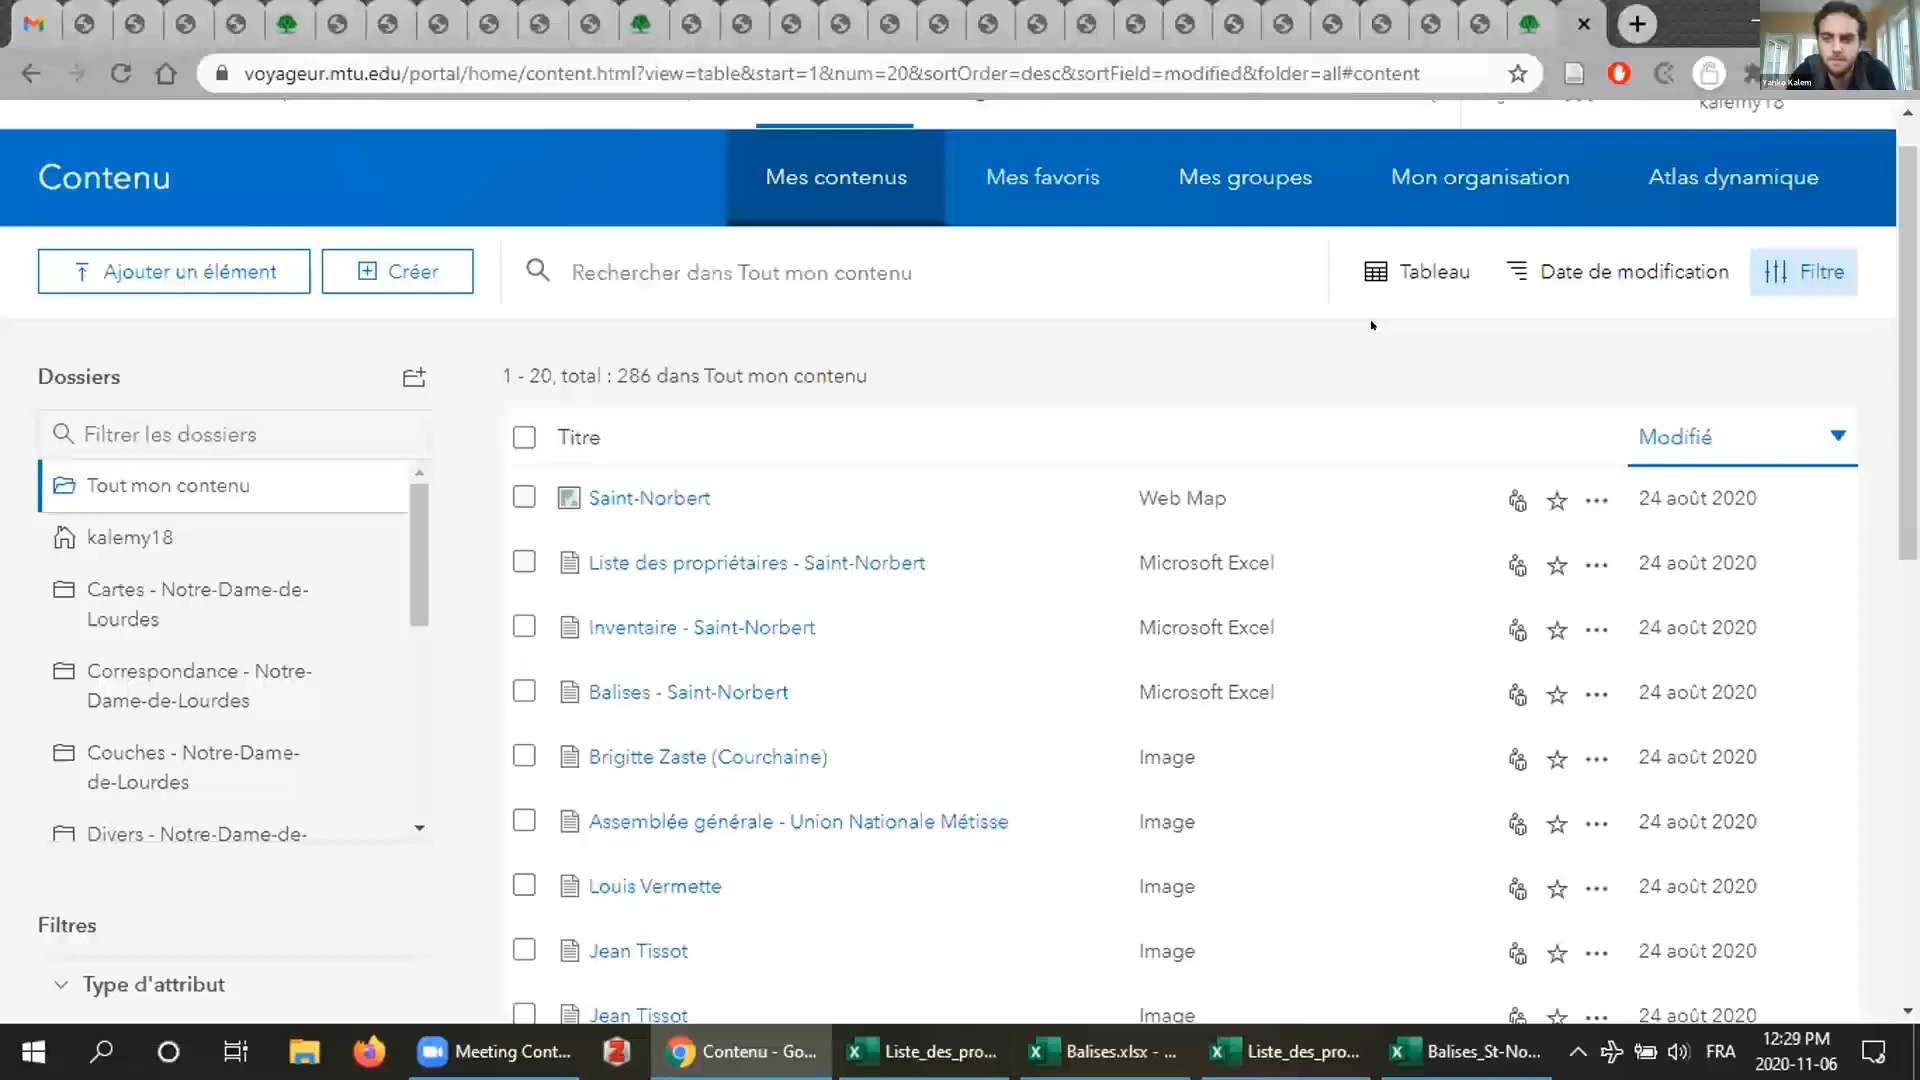 voyageur.mtu.edu/portal/home/content.html?view=table&start=1&num=20&sortOrder=desc&sortField=modified&folder=all#content
Yanko Kalem
kalemy18
Contenu
Mes contenus
Mes favoris
Mes groupes
Mon organisation
Atlas dynamique
Ajouter un élément
Créer
Rechercher dans Tout mon contenu
Tableau
Date de modification
Filtre
Dossiers
1 - 20, total : 286 dans Tout mon contenu
Filtrer les dossiers
Tout mon contenu
kalemy18
Cartes - Notre-Dame-de-
Lourdes
Correspondance - Notre-
Dame-de-Lourdes
Couches - Notre-Dame-
de-Lourdes
Divers - Notre-Dame-de-
Filtres
Type d'attribut
Titre Modifié
Saint-Norbert Web Map 24 août 2020
Liste des propriétaires - Saint-Norbert Microsoft Excel 24 août 2020
Inventaire - Saint-Norbert Microsoft Excel 24 août 2020
Balises - Saint-Norbert Microsoft Excel 24 août 2020
Brigitte Zaste (Courchaine) Image 24 août 2020
Assemblée générale - Union Nationale Métisse Image 24 août 2020
Louis Vermette Image 24 août 2020
Jean Tissot Image 24 août 2020
Jean Tissot Image 24 août 2020
Meeting Cont...
Contenu - Go...
Liste_des_pro...
Balises.xlsx - ...
Liste_des_pro...
Balises_St-No...
FRA
12:29 PM
2020-11-06